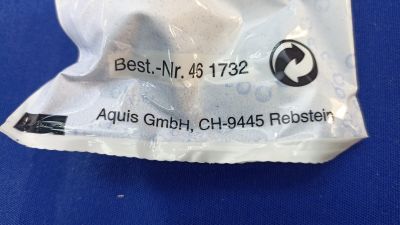 Best.-Nr. 46 1732
Aquis GmbH, CH-9445 Rebstein